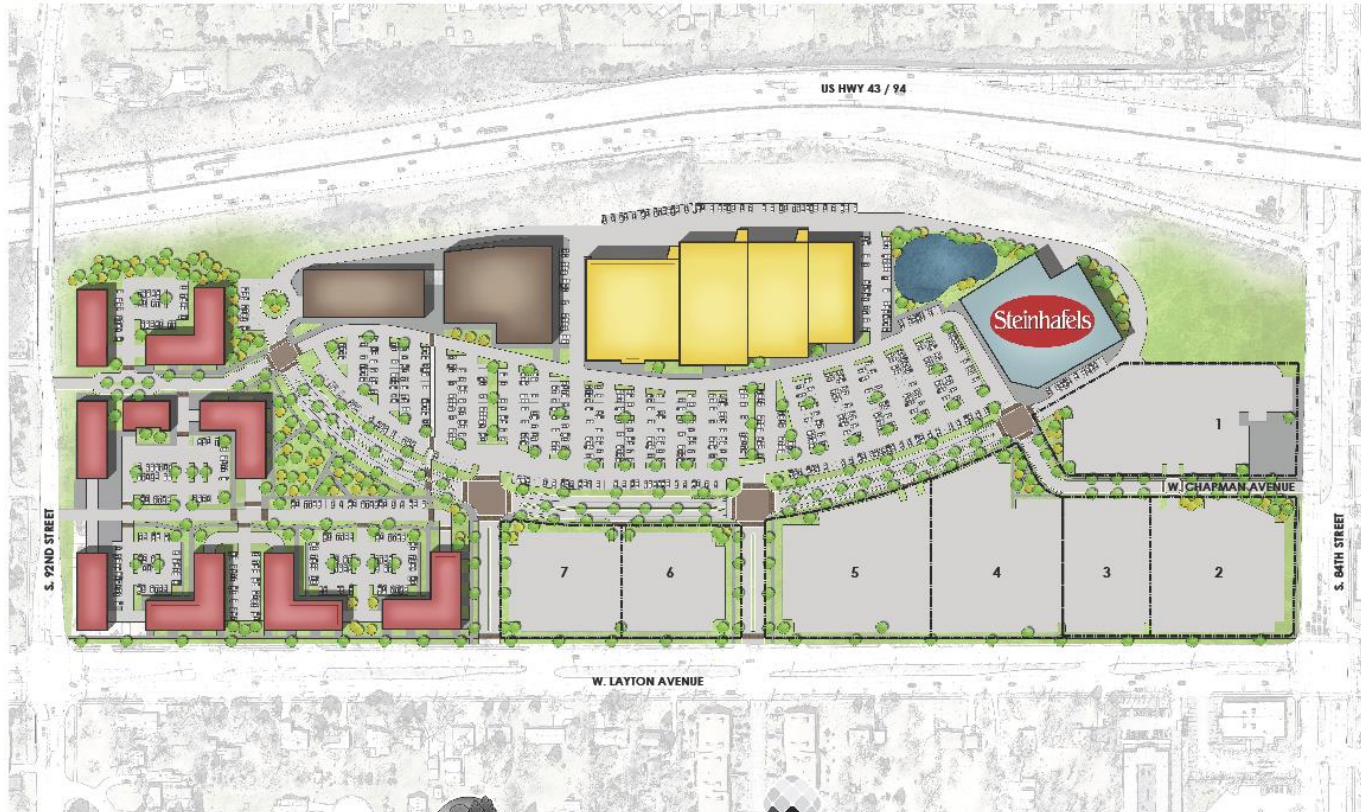 US HWY 43 / 94
Steinhafels
1
W. CHAPMAN AVENUE
S. 92ND STREET
S. 84TH STREET
7
6
5
4
3
2
W. LAYTON AVENUE